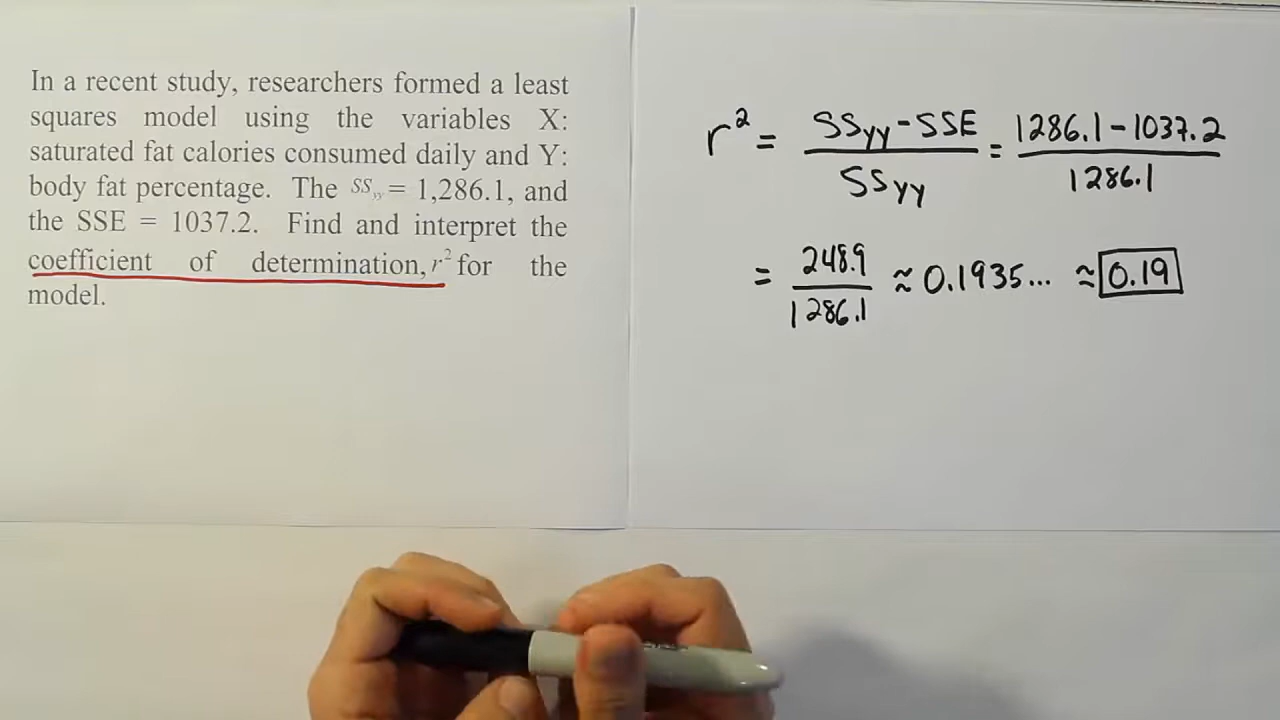 In a recent study, researchers formed a least
squares model using the variables X:
saturated fat calories consumed daily and Y:
body fat percentage. The SS_yy = 1,286.1, and
the SSE = 1037.2. Find and interpret the
coefficient of determination, r² for the
model.
r² = (SSyy - SSE) / SSyy = (1286.1 - 1037.2) / 1286.1
= 248.9 / 1286.1 ≈ 0.1935... ≈ 0.19